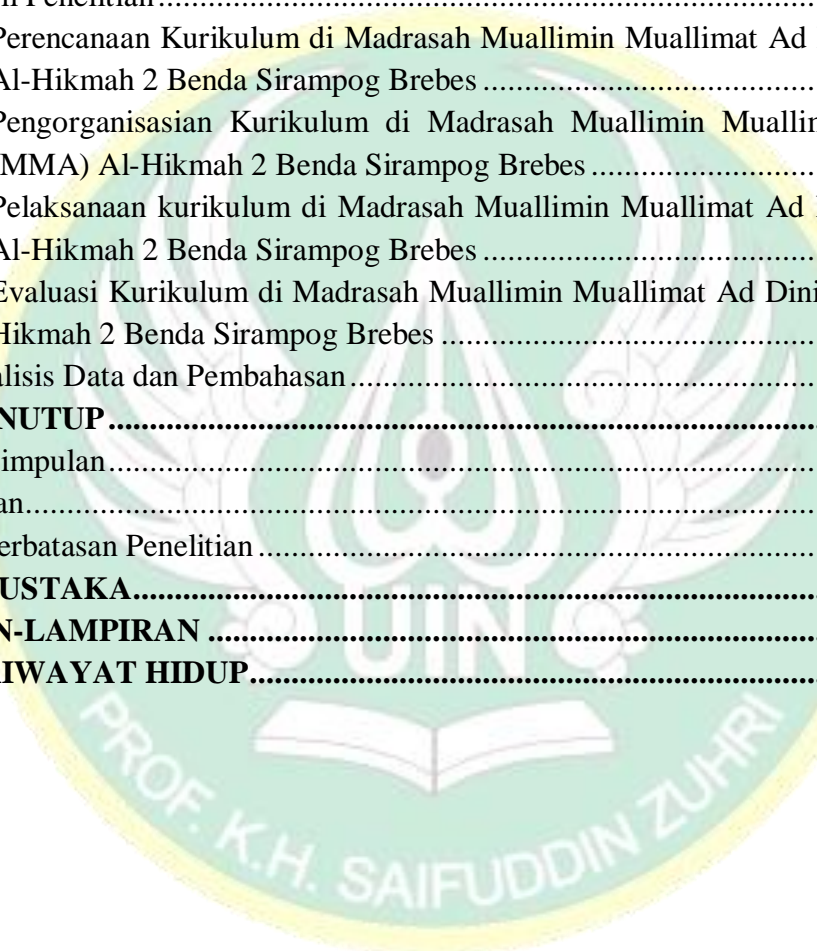 Penelitian........................................................
Perencanaan Kurikulum di Madrasah Muallimin Muallimat Ad
Al-Hikmah 2 Benda Sirampog Brebes........................................................
Pengorganisasian Kurikulum di Madrasah Muallimin
MMA) Al-Hikmah 2 Benda Sirampog Brebes........................................................
Pelaksanaan kurikulum di Madrasah Muallimin Muallimat Ad
Al-Hikmah 2 Benda Sirampog Brebes........................................................
Evaluasi Kurikulum di Madrasah Muallimin Muallimat Ad Dini
Hikmah 2 Benda Sirampog Brebes........................................................
alisis Data dan Pembahasan........................................................
NUTUP........................................................
impulan........................................................
an........................................................
erbatasan Penelitian........................................................
USTAKA........................................................
N-LAMPIRAN........................................................
IWAYAT HIDUP........................................................
UIN
PROF. K.H. SAIFUDDIN ZUHRI